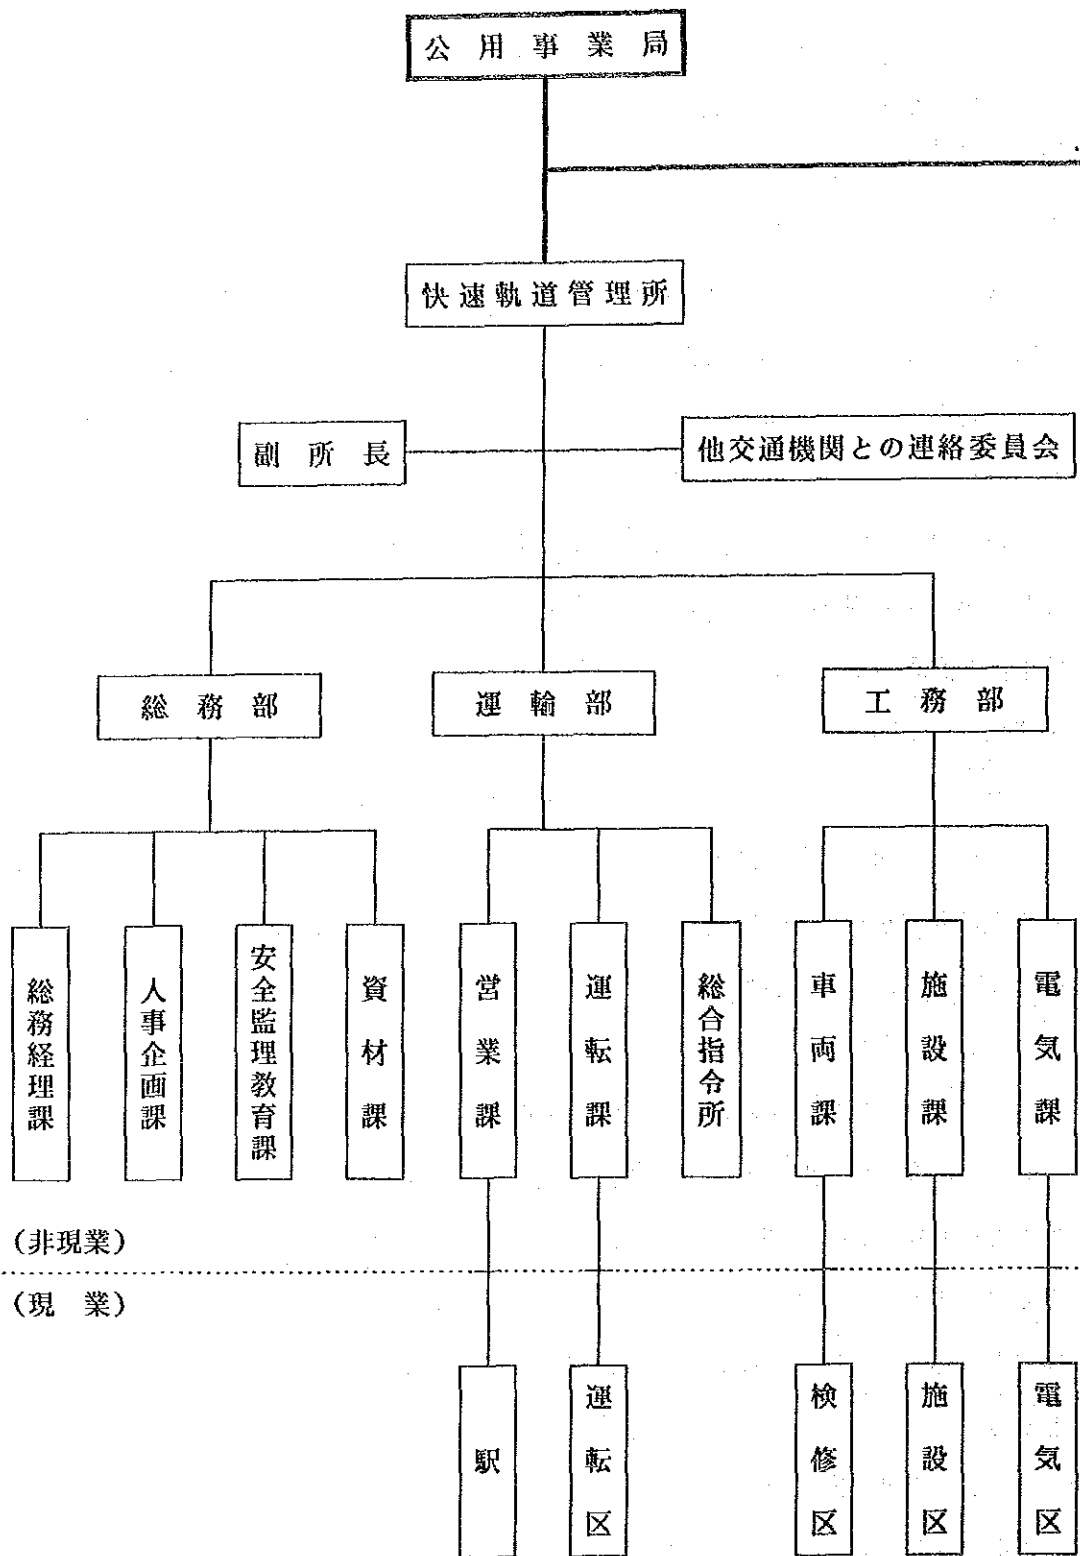 公用事業局
快速軌道管理所
副所長
他交通機関との連絡委員会
総務部
運輸部
工務部
総務経理課
人事企画課
安全監理教育課
資材課
営業課
運転課
総合指令所
車両課
施設課
電気課
(非現業)
(現 業)
駅
運転区
検修区
施設区
電気区